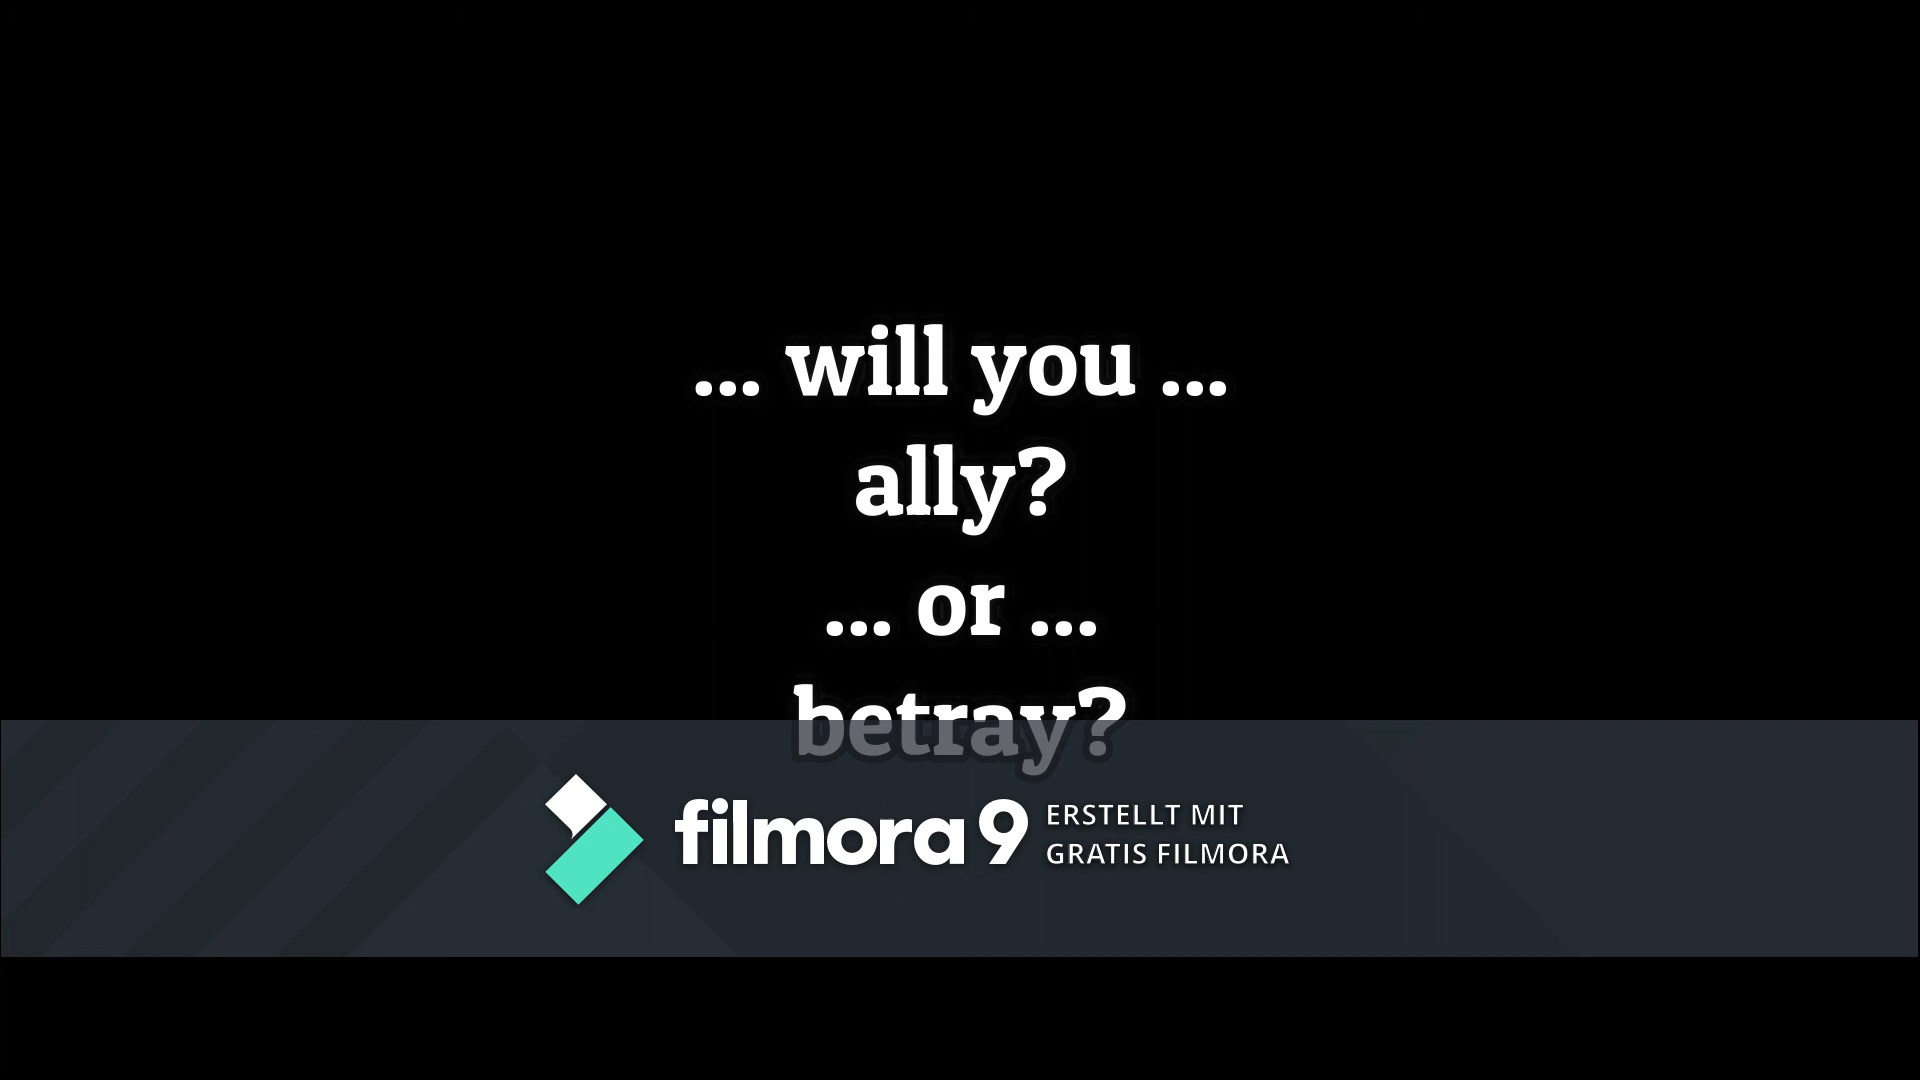 ... will you ...
ally?
... or ...
betray?
filmora 9
ERSTELLT MIT
GRATIS FILMORA